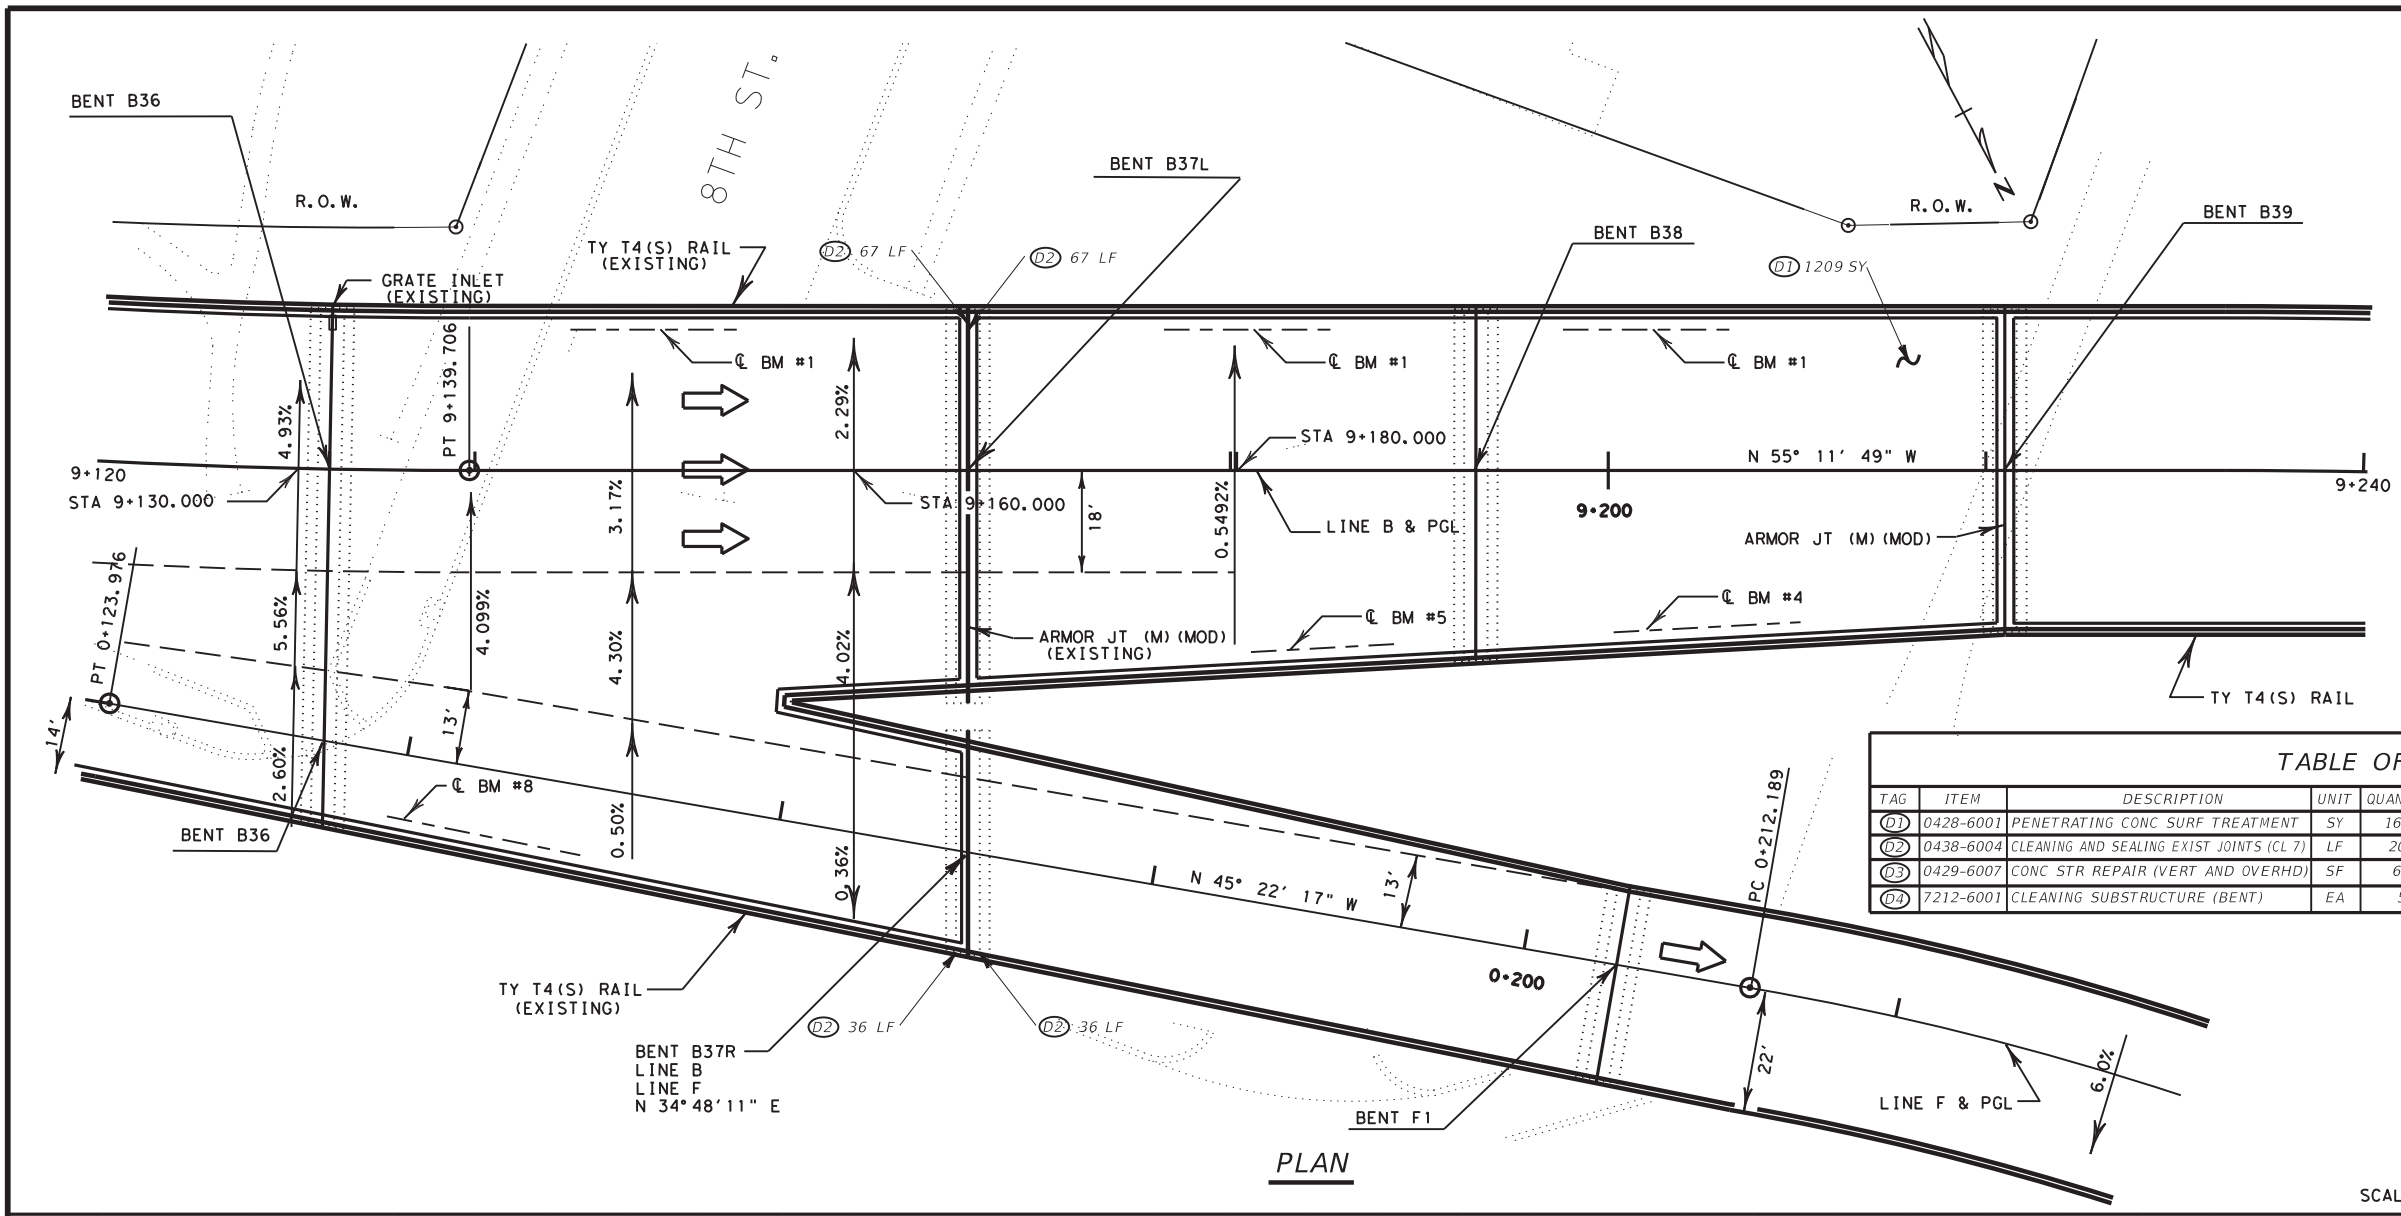 BENT B36
R.O.W.
8TH ST.
BENT B37L
BENT B38
R.O.W.
N
BENT B39
GRATE INLET
(EXISTING)
TY T4(S) RAIL
(EXISTING)
D2 67 LF
D2 67 LF
D1 1209 SY
PT 9+139.706
℄ BM #1
℄ BM #1
℄ BM #1
4.93%
2.29%
9+120
STA 9+130.000
3.17%
STA 9+160.000
18'
STA 9+180.000
0.5492%
LINE B & PGL
9+200
N 55° 11' 49" W
ARMOR JT (M)(MOD)
9+240
PT 0+123.976
5.56%
4.099%
4.30%
4.02%
ARMOR JT (M)(MOD)
(EXISTING)
℄ BM #5
℄ BM #4
TY T4(S) RAIL
14'
13'
2.60%
℄ BM #8
BENT B36
0.50%
0.36%
N 45° 22' 17" W
13'
PC 0+212.189
TABLE OF
TAG ITEM DESCRIPTION UNIT QUAN
D1 0428-6001 PENETRATING CONC SURF TREATMENT SY 16
D2 0438-6004 CLEANING AND SEALING EXIST JOINTS (CL 7) LF 20
D3 0429-6007 CONC STR REPAIR (VERT AND OVERHD) SF 6
D4 7212-6001 CLEANING SUBSTRUCTURE (BENT) EA
TY T4(S) RAIL
(EXISTING)
D2 36 LF
D2 36 LF
0+200
BENT B37R
LINE B
LINE F
N 34°48'11" E
22'
6.0%
LINE F & PGL
BENT F1
PLAN
SCAL